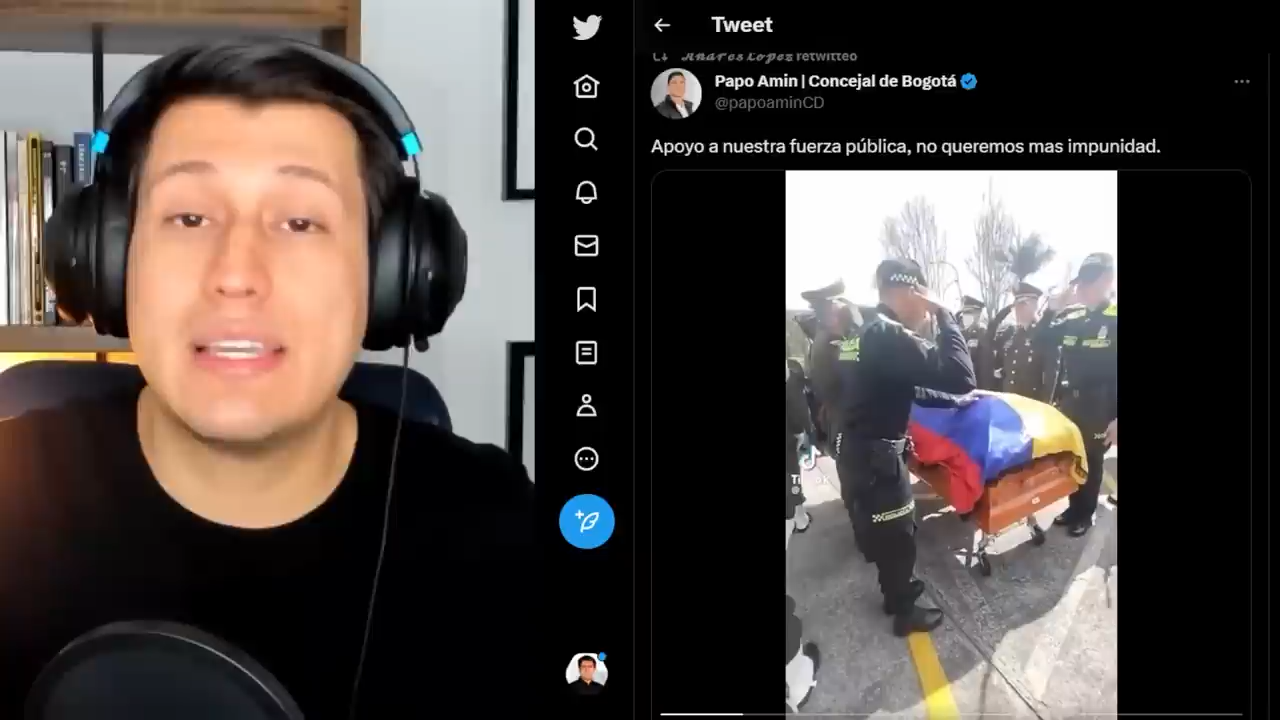 Tweet
Andres Lopez retwitteó
Papo Amin | Concejal de Bogotá
@papoaminCD
Apoyo a nuestra fuerza pública, no queremos mas impunidad.